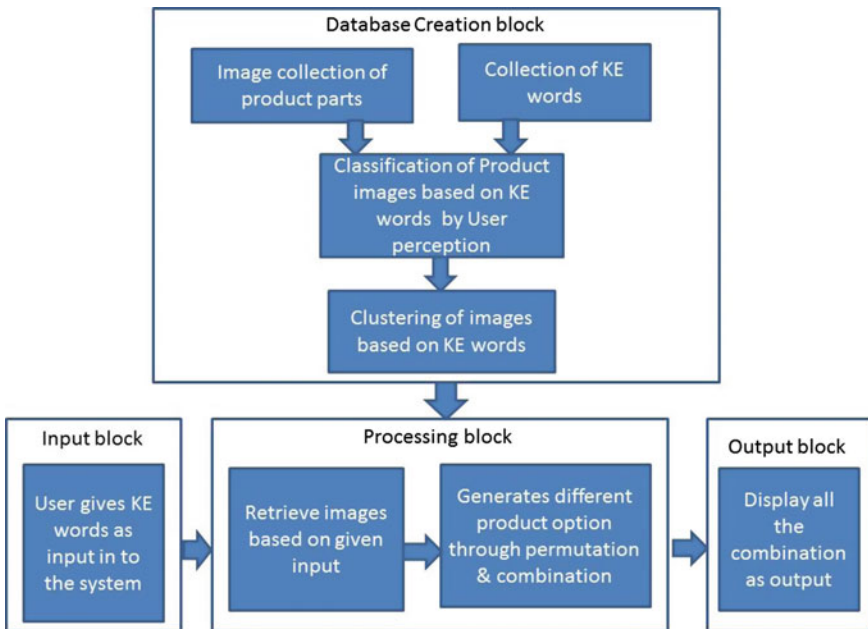 Database Creation block
Image collection of
product parts
Collection of KE
words
Classification of Product
images based on KE
words by User
perception
Clustering of images
based on KE words
Input block
User gives KE
words as
input in to
the system
Processing block
Retrieve images
based on given
input
Generates different
product option
through permutation
& combination
Output block
Display all
the
combination
as output